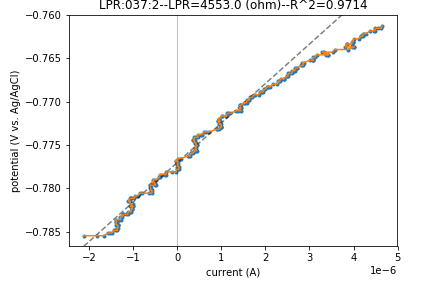 LPR:037:2--LPR=4553.0 (ohm)--R^2=0.9714
−0.760
−0.765
−0.770
−0.775
−0.780
−0.785
potential (V vs. Ag/AgCl)
−2 −1 0 1 2 3 4 5
1e−6
current (A)